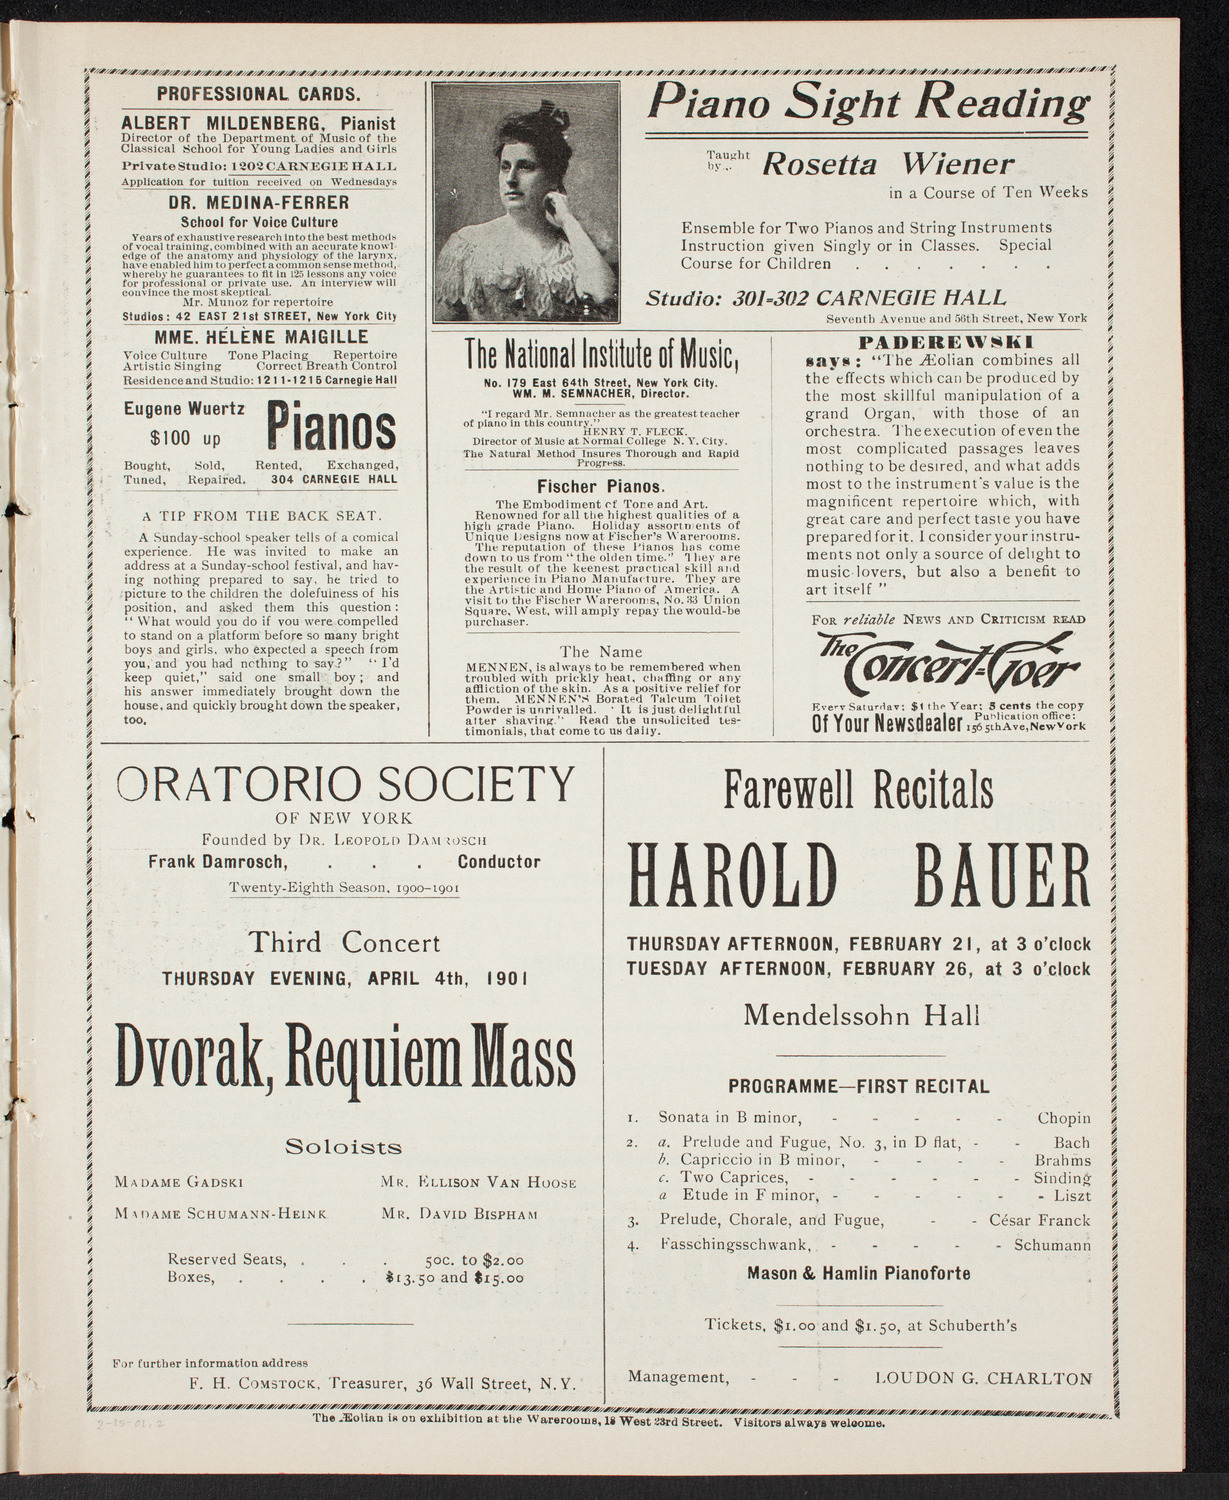 PROFESSIONAL CARDS.
ALBERT MILDENBERG, Pianist
Director of the Department of Music of the
Classical School for Young Ladies and Girls
Private Studio: 1202 CARNEGIE HALL
Application for tuition received on Wednesdays
DR. MEDINA-FERRER
School for Voice Culture
Years of exhaustive research into the best methods
of vocal training, combined with an accurate knowl-
edge of the anatomy and physiology of the larynx,
have enabled him to perfect a common sense method,
whereby he guarantees to fit in 125 lessons any voice
for professional or private use. An interview will
convince the most skeptical.
Mr. Munoz for repertoire
Studios: 42 EAST 21st STREET, New York City
MME. HÉLÈNE MAIGILLE
Voice Culture Tone Placing Repertoire
Artistic Singing Correct Breath Control
Residence and Studio: 1211-1215 Carnegie Hall
Eugene Wuertz
$100 up
Pianos
Bought, Sold, Rented, Exchanged,
Tuned, Repaired. 304 CARNEGIE HALL
A TIP FROM THE BACK SEAT.
A Sunday-school speaker tells of a comical
experience. He was invited to make an
address at a Sunday-school festival, and hav-
ing nothing prepared to say, he tried to
picture to the children the dolefulness of his
position, and asked them this question:
"What would you do if you were compelled
to stand on a platform before so many bright
boys and girls, who expected a speech from
you, and you had nothing to say?" "I'd
keep quiet," said one small boy; and
his answer immediately brought down the
house, and quickly brought down the speaker,
too.
Piano Sight Reading
Taught
by..
Rosetta Wiener
in a Course of Ten Weeks
Ensemble for Two Pianos and String Instruments
Instruction given Singly or in Classes. Special
Course for Children . . . . . . .
Studio: 301-302 CARNEGIE HALL
Seventh Avenue and 56th Street, New York
The National Institute of Music,
No. 179 East 64th Street, New York City.
WM. M. SEMNACHER, Director.
"I regard Mr. Semnacher as the greatest teacher
of piano in this country."
HENRY T. FLECK.
Director of Music at Normal College N. Y. City.
The Natural Method Insures Thorough and Rapid
Progress.
Fischer Pianos.
The Embodiment of Tone and Art.
Renowned for all the highest qualities of a
high grade Piano. Holiday assortments of
Unique Designs now at Fischer's Warerooms.
The reputation of these Pianos has come
down to us from "the olden time." They are
the result of the keenest practical skill and
experience in Piano Manufacture. They are
the Artistic and Home Piano of America. A
visit to the Fischer Warerooms, No. 33 Union
Square, West, will amply repay the would-be
purchaser.
The Name
MENNEN, is always to be remembered when
troubled with prickly heat, chaffing or any
affliction of the skin. As a positive relief for
them. MENNEN'S Borated Talcum Toilet
Powder is unrivalled. "It is just delightful
after shaving." Read the unsolicited tes-
timonials, that come to us daily.
PADEREWSKI
says: "The Æolian combines all
the effects which can be produced by
the most skillful manipulation of a
grand Organ, with those of an
orchestra. The execution of even the
most complicated passages leaves
nothing to be desired, and what adds
most to the instrument's value is the
magnificent repertoire which, with
great care and perfect taste you have
prepared for it. I consider your instru-
ments not only a source of delight to
music-lovers, but also a benefit to
art itself"
FOR reliable NEWS AND CRITICISM READ
The Concert-Goer
Every Saturday: $1 the Year: 5 cents the copy
Of Your Newsdealer
Publication office:
156 5th Ave, New York
ORATORIO SOCIETY
OF NEW YORK
Founded by DR. LEOPOLD DAMROSCH
Frank Damrosch, . . . Conductor
Twenty-Eighth Season, 1900-1901
Third Concert
THURSDAY EVENING, APRIL 4th, 1901
Dvorak, Requiem Mass
Soloists
MADAME GADSKI MR. ELLISON VAN HOOSE
MADAME SCHUMANN-HEINK MR. DAVID BISPHAM
Reserved Seats, . . . 50c. to $2.00
Boxes, . . . . $13.50 and $15.00
For further information address
F. H. COMSTOCK, Treasurer, 36 Wall Street, N. Y.
Farewell Recitals
HAROLD BAUER
THURSDAY AFTERNOON, FEBRUARY 21, at 3 o'clock
TUESDAY AFTERNOON, FEBRUARY 26, at 3 o'clock
Mendelssohn Hall
PROGRAMME—FIRST RECITAL
1. Sonata in B minor, - - - - - Chopin
2. a. Prelude and Fugue, No. 3, in D flat, - - Bach
b. Capriccio in B minor, - - - - Brahms
c. Two Caprices, - - - - - - Sinding
a Etude in F minor, - - - - - - Liszt
3. Prelude, Chorale, and Fugue, - - César Franck
4. Fasschingsschwank, - - - - - Schumann
Mason & Hamlin Pianoforte
Tickets, $1.00 and $1.50, at Schuberth's
Management, - - - LOUDON G. CHARLTON
The Æolian is on exhibition at the Warerooms, 18 West 23rd Street. Visitors always welcome.
2-15-01.2